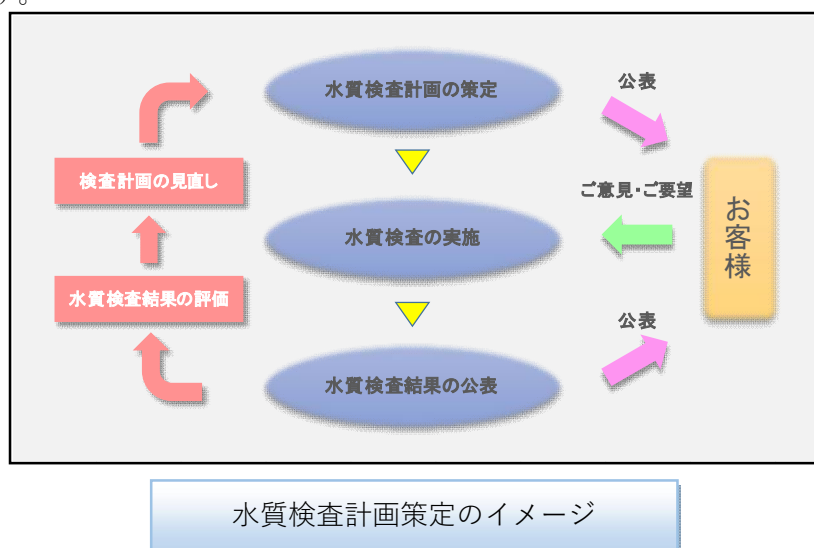 す。
水質検査計画の策定
公表
検査計画の見直し
ご意見・ご要望
お客様
水質検査の実施
水質検査結果の評価
公表
水質検査結果の公表
水質検査計画策定のイメージ